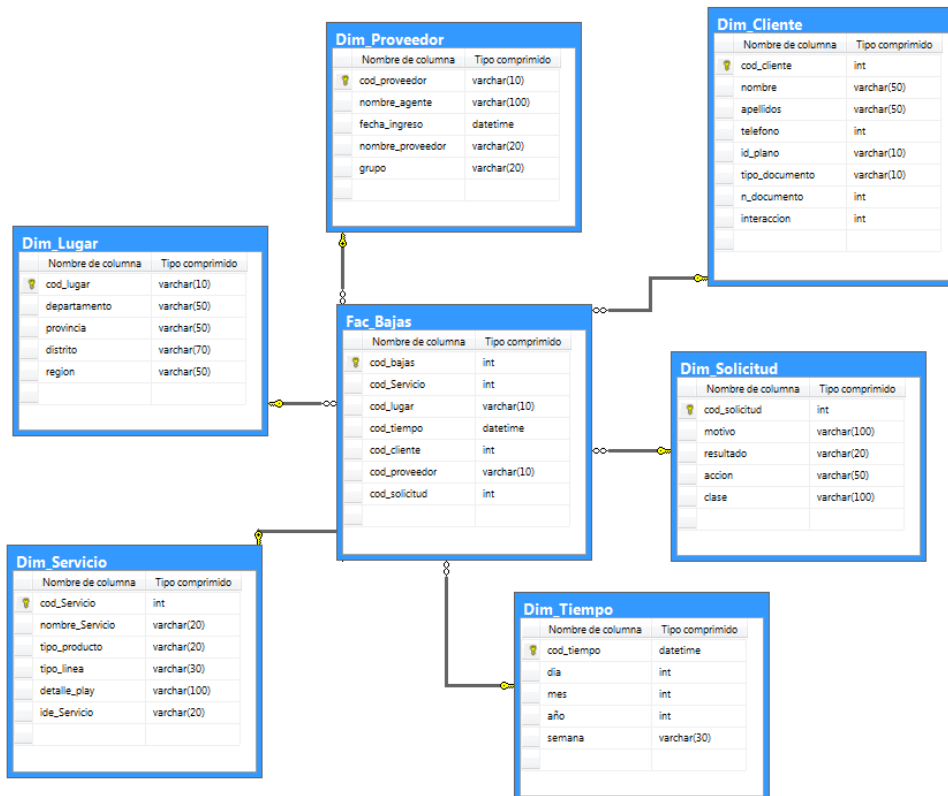 Dim_Proveedor
Nombre de columna Tipo comprimido
cod_proveedor varchar(10)
nombre_agente varchar(100)
fecha_ingreso datetime
nombre_proveedor varchar(20)
grupo varchar(20)
Dim_Cliente
Nombre de columna Tipo comprimido
cod_cliente int
nombre varchar(50)
apellidos varchar(50)
telefono int
id_plano varchar(10)
tipo_documento varchar(10)
n_documento int
interaccion int
Dim_Lugar
Nombre de columna Tipo comprimido
cod_lugar varchar(10)
departamento varchar(50)
provincia varchar(50)
distrito varchar(70)
region varchar(50)
Fac_Bajas
Nombre de columna Tipo comprimido
cod_bajas int
cod_Servicio int
cod_lugar varchar(10)
cod_tiempo datetime
cod_cliente int
cod_proveedor varchar(10)
cod_solicitud int
Dim_Solicitud
Nombre de columna Tipo comprimido
cod_solicitud int
motivo varchar(100)
resultado varchar(20)
accion varchar(50)
clase varchar(100)
Dim_Servicio
Nombre de columna Tipo comprimido
cod_Servicio int
nombre_Servicio varchar(20)
tipo_producto varchar(20)
tipo_linea varchar(30)
detalle_play varchar(100)
ide_Servicio varchar(20)
Dim_Tiempo
Nombre de columna Tipo comprimido
cod_tiempo datetime
dia int
mes int
año int
semana varchar(30)